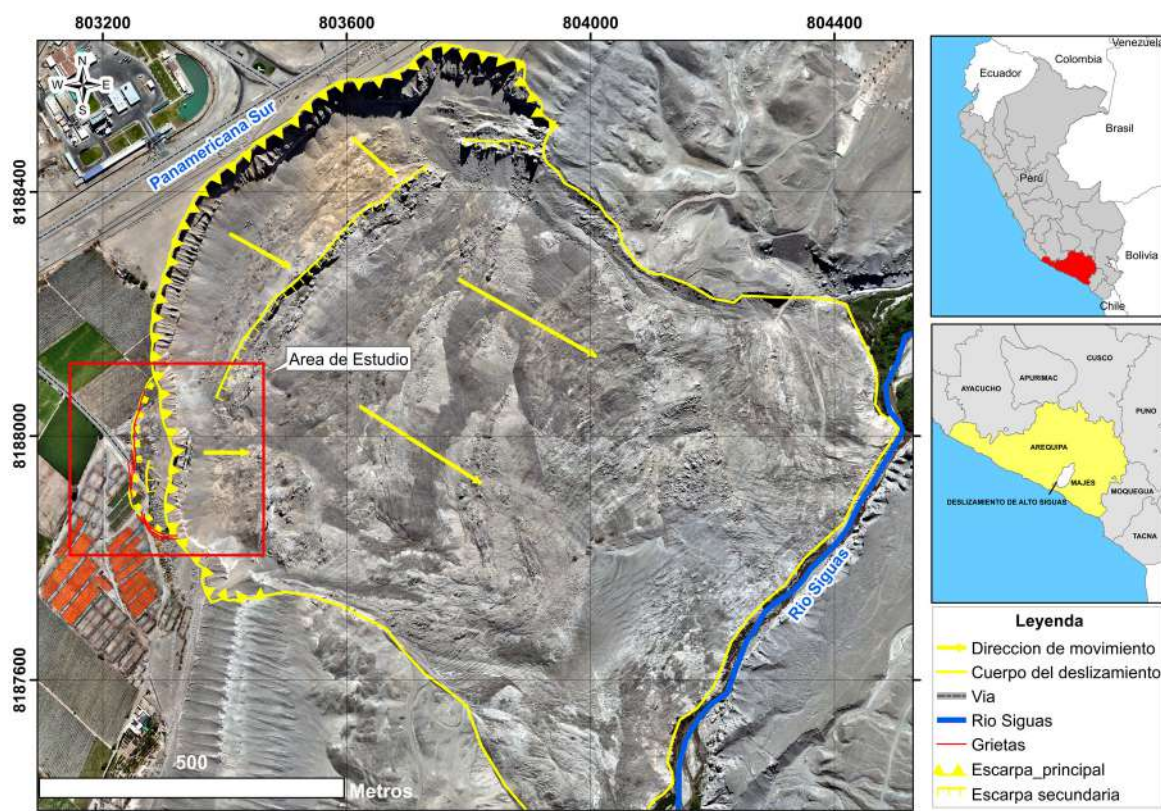 803200
803600
804000
804400
N
W
E
S
Panamericana Sur
8188400
8188000
8187600
Area de Estudio
Rio Siguas
500
Metros
Venezuela
Colombia
Ecuador
Brasil
Perú
Bolivia
Chile
CUSCO
APURIMAC
AYACUCHO
PUNO
AREQUIPA
MAJES
MOQUEGUA
DESLIZAMIENTO DE ALTO SIGUAS
TACNA
Leyenda
Direccion de movimiento
Cuerpo del deslizamiento
Via
Rio Siguas
Grietas
Escarpa_principal
Escarpa secundaria